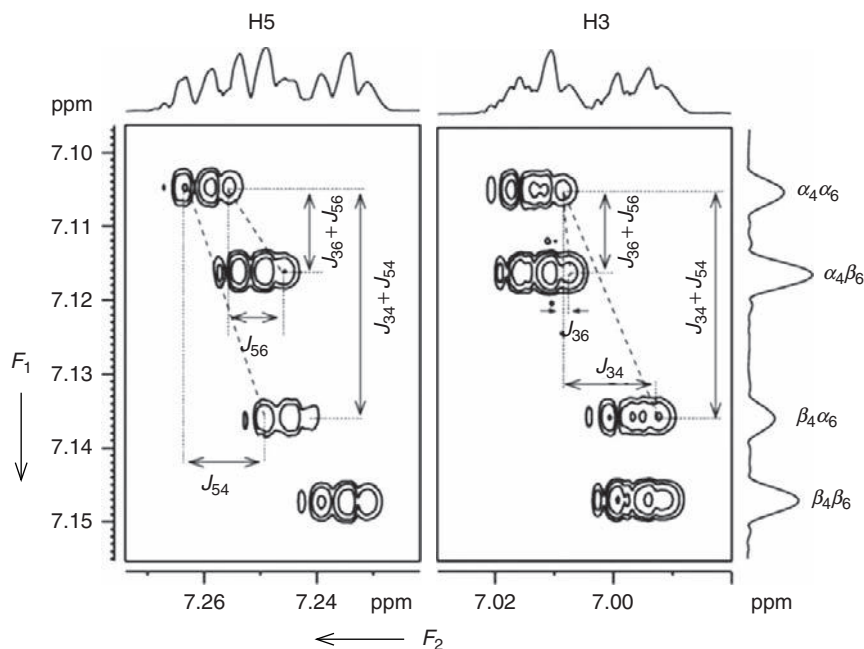 H5
H3
ppm
7.10
7.11
7.12
7.13
7.14
7.15
F₁
J₃₆ + J₅₆
J₃₄ + J₅₄
J₅₆
J₅₄
J₃₆ + J₅₆
J₃₄ + J₅₄
J₃₆
J₃₄
α₄α₆
α₄β₆
β₄α₆
β₄β₆
7.26
7.24
ppm
7.02
7.00
ppm
F₂